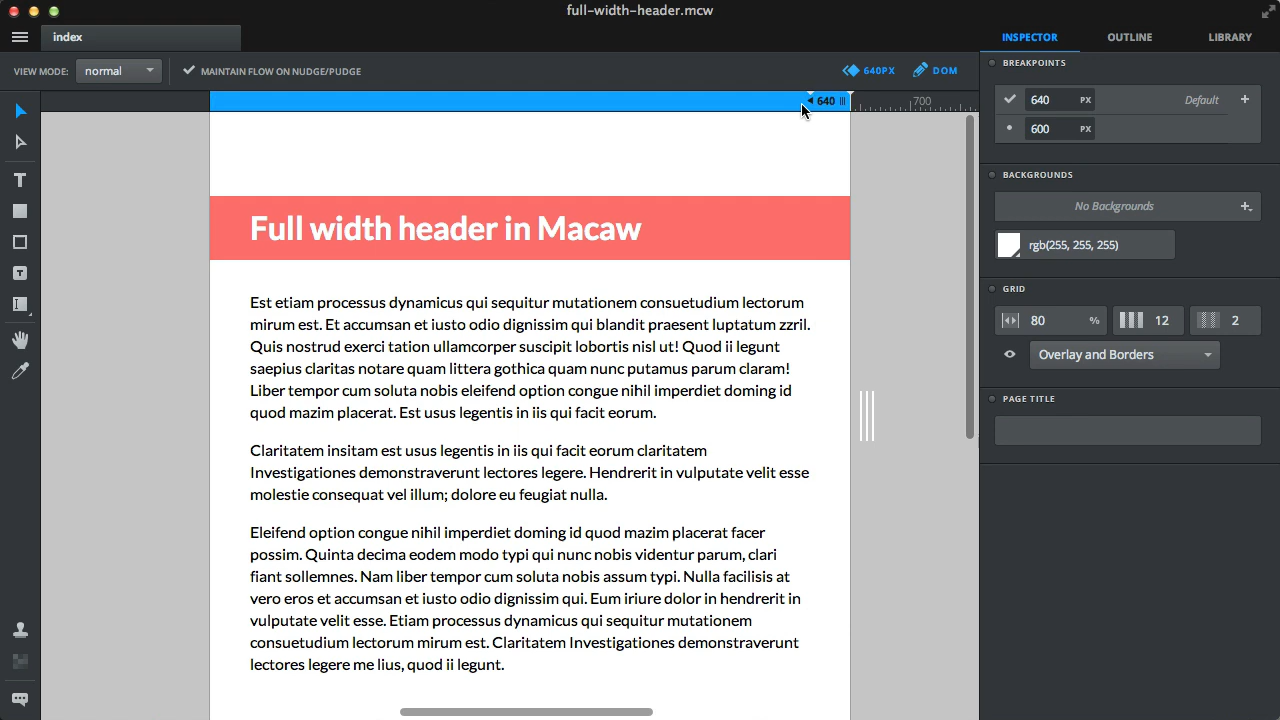 full-width-header.mcw
index
INSPECTOR
OUTLINE
LIBRARY
VIEW MODE:
normal
MAINTAIN FLOW ON NUDGE/PUDGE
640PX
DOM
640
700
Full width header in Macaw
Est etiam processus dynamicus qui sequitur mutationem consuetudium lectorum
mirum est. Et accumsan et iusto odio dignissim qui blandit praesent luptatum zzril.
Quis nostrud exerci tation ullamcorper suscipit lobortis nisl ut! Quod ii legunt
saepius claritas notare quam littera gothica quam nunc putamus parum claram!
Liber tempor cum soluta nobis eleifend option congue nihil imperdiet doming id
quod mazim placerat. Est usus legentis in iis qui facit eorum.
Claritatem insitam est usus legentis in iis qui facit eorum claritatem
Investigationes demonstraverunt lectores legere. Hendrerit in vulputate velit esse
molestie consequat vel illum; dolore eu feugiat nulla.
Eleifend option congue nihil imperdiet doming id quod mazim placerat facer
possim. Quinta decima eodem modo typi qui nunc nobis videntur parum, clari
fiant sollemnes. Nam liber tempor cum soluta nobis assum typi. Nulla facilisis at
vero eros et accumsan et iusto odio dignissim qui. Eum iriure dolor in hendrerit in
vulputate velit esse. Etiam processus dynamicus qui sequitur mutationem
consuetudium lectorum mirum est. Claritatem Investigationes demonstraverunt
lectores legere me lius, quod ii legunt.
BREAKPOINTS
640 PX Default +
600 PX
BACKGROUNDS
No Backgrounds +
rgb(255, 255, 255)
GRID
80 % 12 2
Overlay and Borders
PAGE TITLE